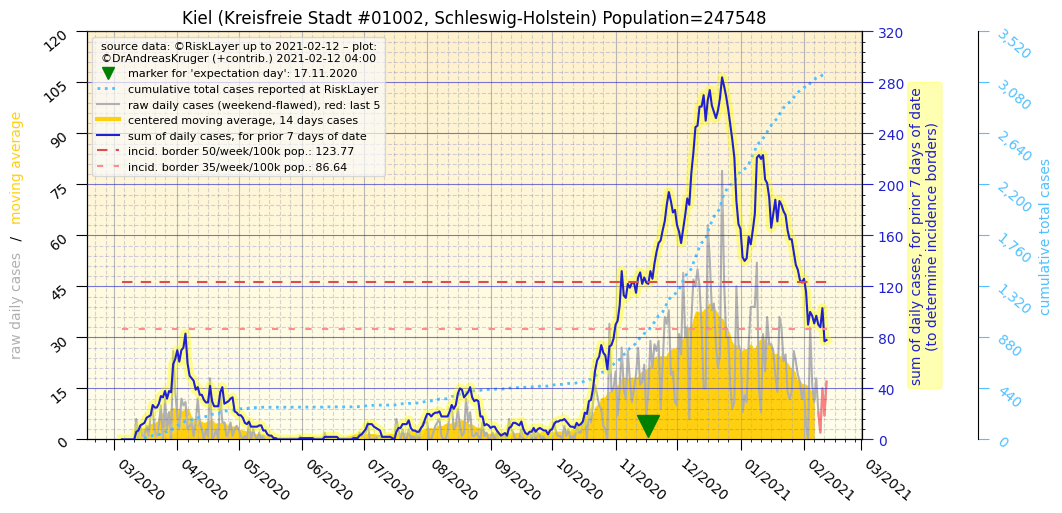 Kiel (Kreisfreie Stadt #01002, Schleswig-Holstein) Population=247548
source data: ©RiskLayer up to 2021-02-12 – plot:
©DrAndreasKruger (+contrib.) 2021-02-12 04:00
marker for 'expectation day': 17.11.2020
cumulative total cases reported at RiskLayer
raw daily cases (weekend-flawed), red: last 5
centered moving average, 14 days cases
sum of daily cases, for prior 7 days of date
incid. border 50/week/100k pop.: 123.77
incid. border 35/week/100k pop.: 86.64
raw daily cases / moving average
120
105
90
75
60
45
30
15
0
03/2020
04/2020
05/2020
06/2020
07/2020
08/2020
09/2020
10/2020
11/2020
12/2020
01/2021
02/2021
03/2021
320
280
240
200
160
120
80
40
0
sum of daily cases, for prior 7 days of date
(to determine incidence borders)
3,520
3,080
2,640
2,200
1,760
1,320
880
440
0
cumulative total cases